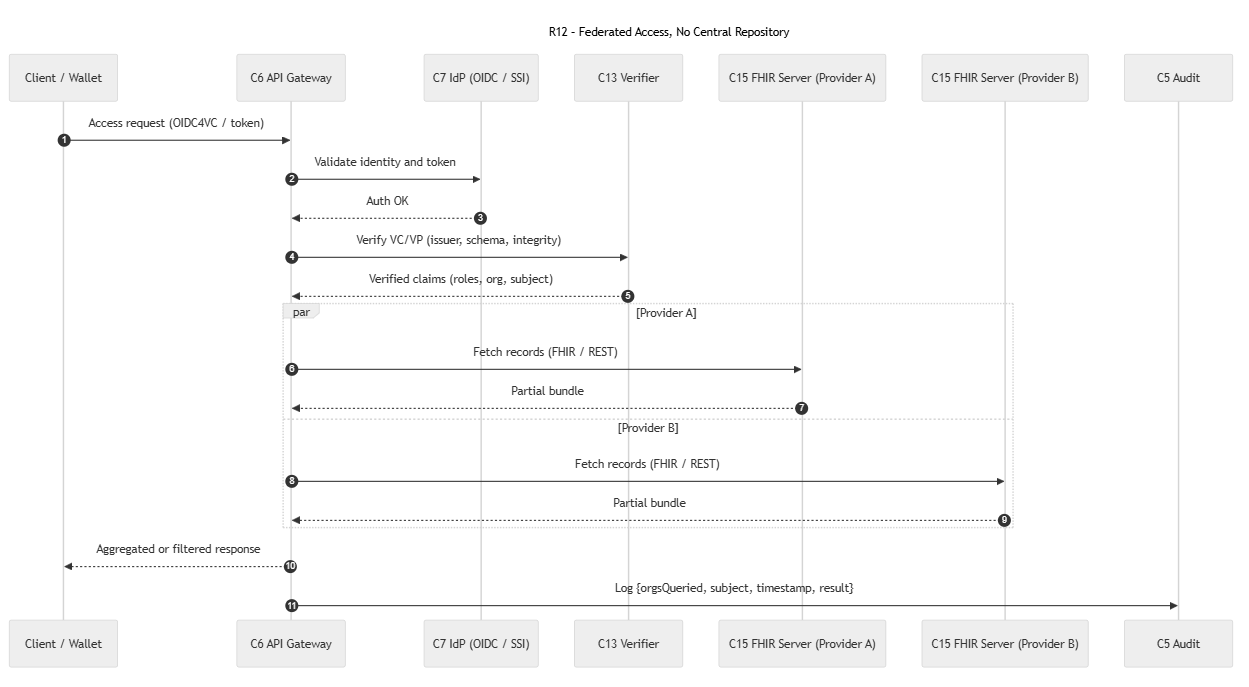 R12 - Federated Access, No Central Repository
Client / Wallet
C6 API Gateway
C7 IdP (OIDC / SSI)
C13 Verifier
C15 FHIR Server (Provider A)
C15 FHIR Server (Provider B)
C5 Audit
Access request (OIDC4VC / token)
1
Validate identity and token
2
Auth OK
3
Verify VC/VP (issuer, schema, integrity)
4
Verified claims (roles, org, subject)
5
par
[Provider A]
Fetch records (FHIR / REST)
6
Partial bundle
7
[Provider B]
Fetch records (FHIR / REST)
8
Partial bundle
9
Aggregated or filtered response
10
Log {orgsQueried, subject, timestamp, result}
11
Client / Wallet
C6 API Gateway
C7 IdP (OIDC / SSI)
C13 Verifier
C15 FHIR Server (Provider A)
C15 FHIR Server (Provider B)
C5 Audit